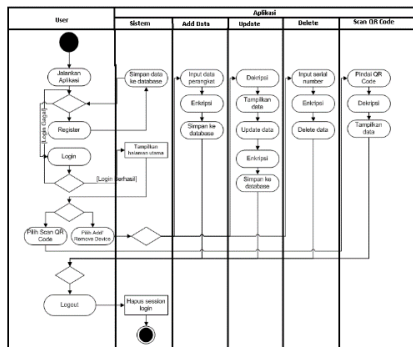 Aplikasi
User
Sistem
Add Data
Update
Delete
Scan QR Code
Jalankan
Aplikasi
Simpan data
ke database
Input data
perangkat
Dekripsi
Input serial
number
Pindai QR
Code
Enkripsi
Tampilkan
data
Enkripsi
Dekripsi
[Login Gagal]
Register
Simpan ke
database
Update data
Delete data
Tampilkan
data
Login
Tampilkan
halaman utama
Enkripsi
[Login Berhasil]
Simpan ke
database
Pilih Scan QR
Code
Pilih Add/
Remove Device
Logout
Hapus session
login